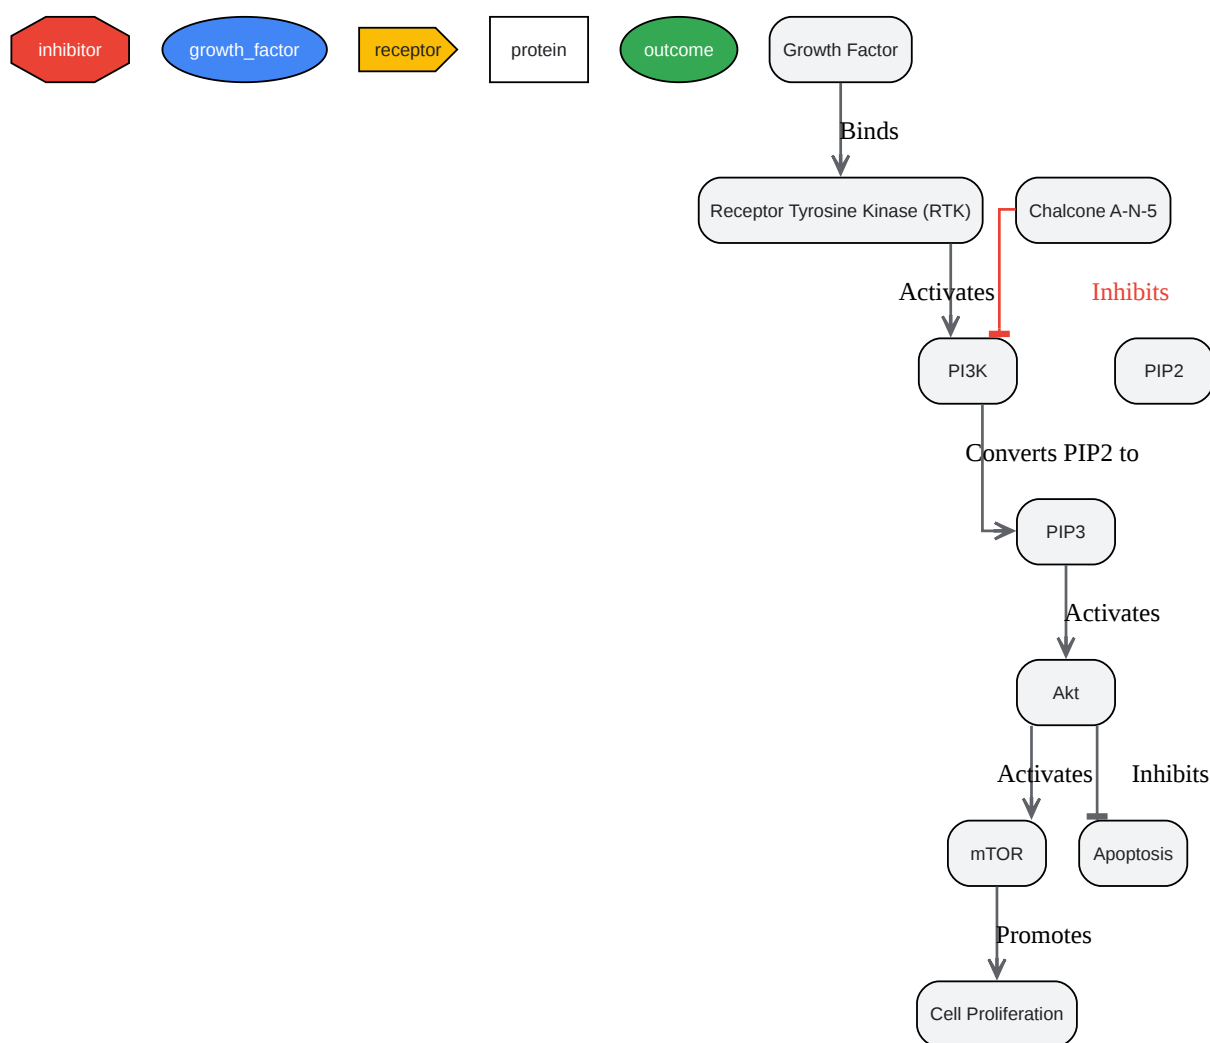 inhibitor
growth_factor
receptor
protein
outcome
Growth Factor
Binds
Receptor Tyrosine Kinase (RTK)
Chalcone A-N-5
Activates
Inhibits
PI3K
PIP2
Converts PIP2 to
PIP3
Activates
Akt
Activates
Inhibits
mTOR
Apoptosis
Promotes
Cell Proliferation